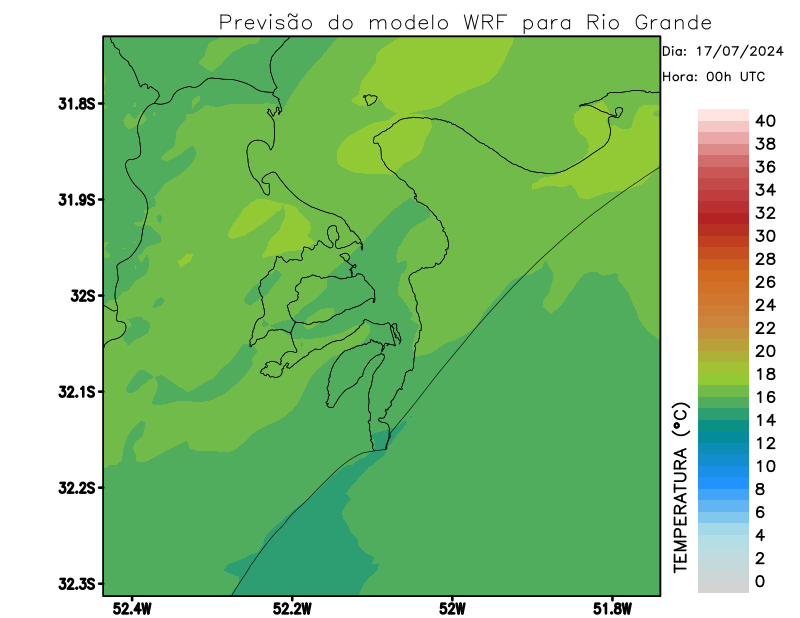 Previsão do modelo WRF para Rio Grande
Dia: 17/07/2024
Hora: 00h UTC
31.8S
31.9S
32S
32.1S
32.2S
32.3S
52.4W
52.2W
52W
51.8W
TEMPERATURA (°C)
40
38
36
34
32
30
28
26
24
22
20
18
16
14
12
10
8
6
4
2
0